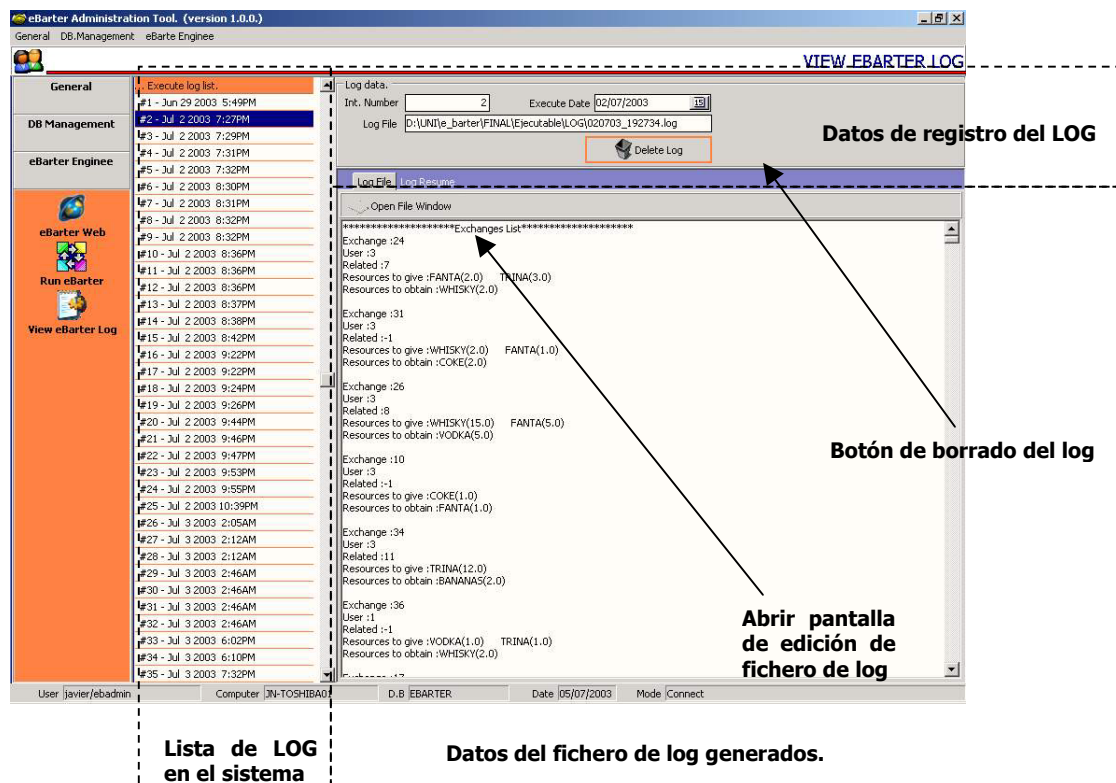 eBarter Administration Tool. (version 1.0.0.)
General DB.Management eBarte Enginee
VIEW EBARTER LOG
General
DB Management
eBarter Enginee
eBarter Web
Run eBarter
View eBarter Log
Execute log list.
#1 - Jun 29 2003 5:49PM
#2 - Jul 2 2003 7:27PM
#3 - Jul 2 2003 7:29PM
#4 - Jul 2 2003 7:31PM
#5 - Jul 2 2003 7:32PM
#6 - Jul 2 2003 8:30PM
#7 - Jul 2 2003 8:31PM
#8 - Jul 2 2003 8:32PM
#9 - Jul 2 2003 8:32PM
#10 - Jul 2 2003 8:36PM
#11 - Jul 2 2003 8:36PM
#12 - Jul 2 2003 8:36PM
#13 - Jul 2 2003 8:37PM
#14 - Jul 2 2003 8:38PM
#15 - Jul 2 2003 8:42PM
#16 - Jul 2 2003 9:22PM
#17 - Jul 2 2003 9:22PM
#18 - Jul 2 2003 9:24PM
#19 - Jul 2 2003 9:26PM
#20 - Jul 2 2003 9:44PM
#21 - Jul 2 2003 9:46PM
#22 - Jul 2 2003 9:47PM
#23 - Jul 2 2003 9:53PM
#24 - Jul 2 2003 9:55PM
#25 - Jul 2 2003 10:39PM
#26 - Jul 3 2003 2:05AM
#27 - Jul 3 2003 2:12AM
#28 - Jul 3 2003 2:12AM
#29 - Jul 3 2003 2:46AM
#30 - Jul 3 2003 2:46AM
#31 - Jul 3 2003 2:46AM
#32 - Jul 3 2003 2:46AM
#33 - Jul 3 2003 6:02PM
#34 - Jul 3 2003 6:10PM
#35 - Jul 3 2003 7:32PM
Log data.
Int. Number 2 Execute Date 02/07/2003 15
Log File D:\UNI\e_barter\FINAL\Ejecutable\LOG\020703_192734.log
Delete Log
Log File Log Resume
Open File Window
*********************Exchanges List*********************
Exchange :24
User :3
Related :7
Resources to give :FANTA(2.0) TRINA(3.0)
Resources to obtain :WHISKY(2.0)
Exchange :31
User :3
Related :-1
Resources to give :WHISKY(2.0) FANTA(1.0)
Resources to obtain :COKE(2.0)
Exchange :26
User :3
Related :8
Resources to give :WHISKY(15.0) FANTA(5.0)
Resources to obtain :VODKA(5.0)
Exchange :10
User :3
Related :-1
Resources to give :COKE(1.0)
Resources to obtain :FANTA(1.0)
Exchange :34
User :3
Related :11
Resources to give :TRINA(12.0)
Resources to obtain :BANANAS(2.0)
Exchange :36
User :1
Related :-1
Resources to give :VODKA(1.0) TRINA(1.0)
Resources to obtain :WHISKY(2.0)
Exchange :17
Datos de registro del LOG
Botón de borrado del log
Abrir pantalla
de edición de
fichero de log
User javier/ebadmin Computer JN-TOSHIBA01 D.B EBARTER Date 05/07/2003 Mode Connect
Lista de LOG
en el sistema
Datos del fichero de log generados.